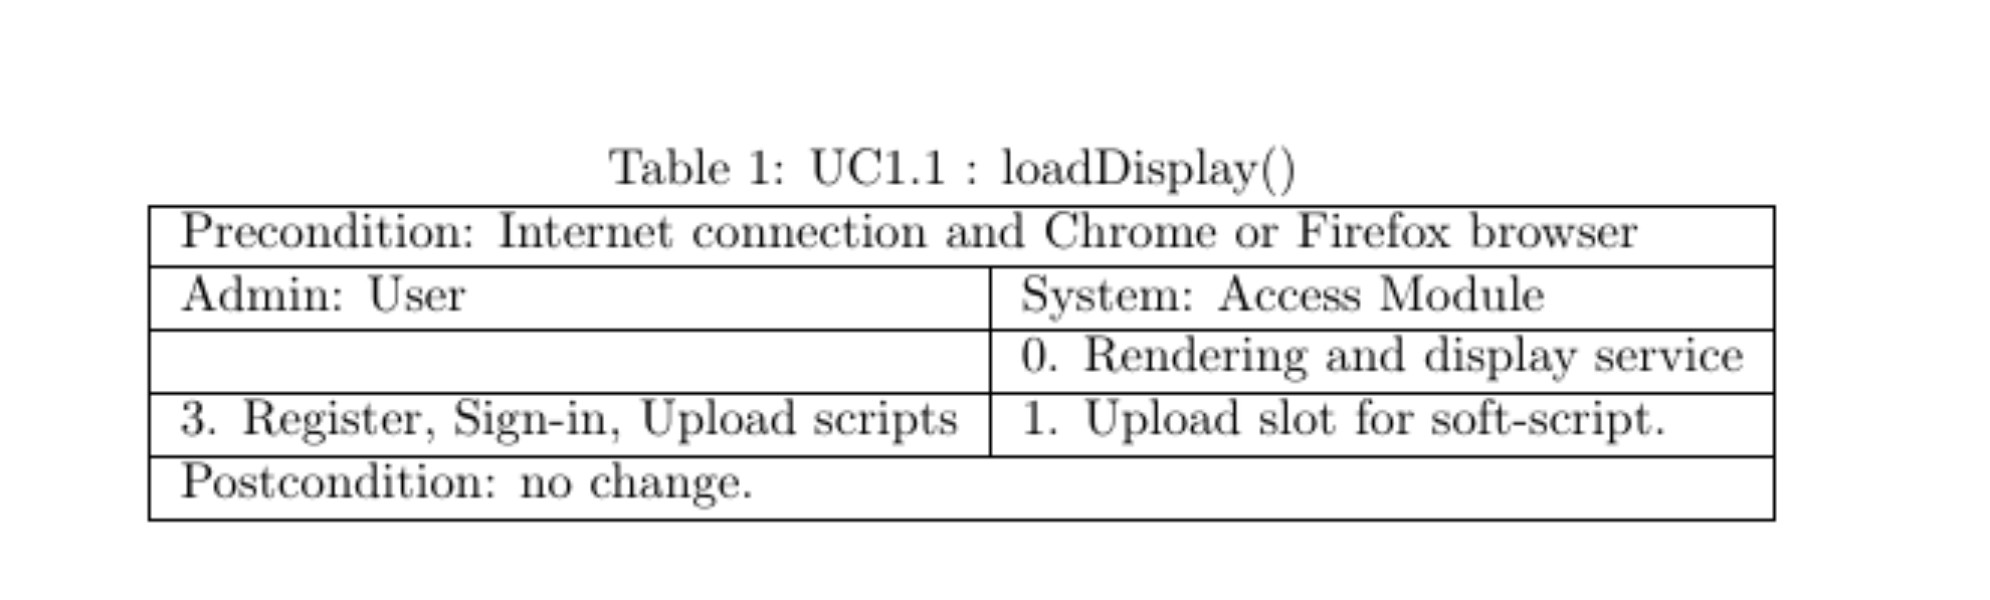 Table 1: UC1.1 : loadDisplay()
Precondition: Internet connection and Chrome or Firefox browser
Admin: User System: Access Module
0. Rendering and display service
3. Register, Sign-in, Upload scripts 1. Upload slot for soft-script.
Postcondition: no change.